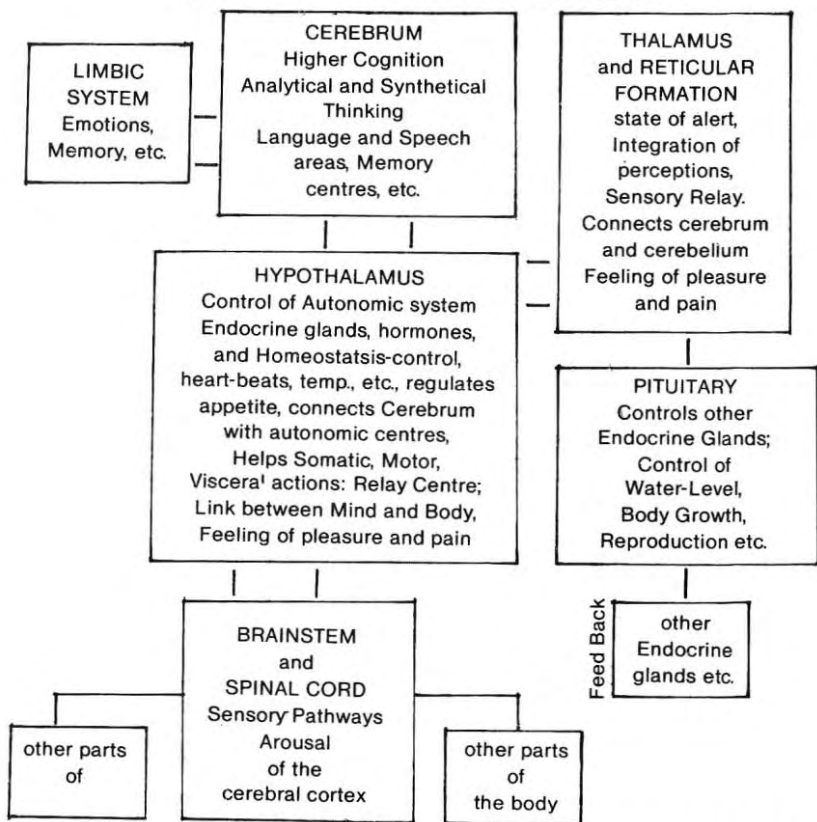 LIMBIC
SYSTEM
Emotions,
Memory, etc.
CEREBRUM
Higher Cognition
Analytical and Synthetical
Thinking
Language and Speech
areas, Memory
centres, etc.
THALAMUS
and RETICULAR
FORMATION
state of alert,
Integration of
perceptions,
Sensory Relay.
Connects cerebrum
and cerebelium
Feeling of pleasure
and pain
HYPOTHALAMUS
Control of Autonomic system
Endocrine glands, hormones,
and Homeostatsis-control,
heart-beats, temp., etc., regulates
appetite, connects Cerebrum
with autonomic centres,
Helps Somatic, Motor,
Visceral actions: Relay Centre;
Link between Mind and Body,
Feeling of pleasure and pain
PITUITARY
Controls other
Endocrine Glands;
Control of
Water-Level,
Body Growth,
Reproduction etc.
BRAINSTEM
and
SPINAL CORD
Sensory Pathways
Arousal
of the
cerebral cortex
Feed Back
other
Endocrine
glands etc.
other parts
of
other parts
of
the body